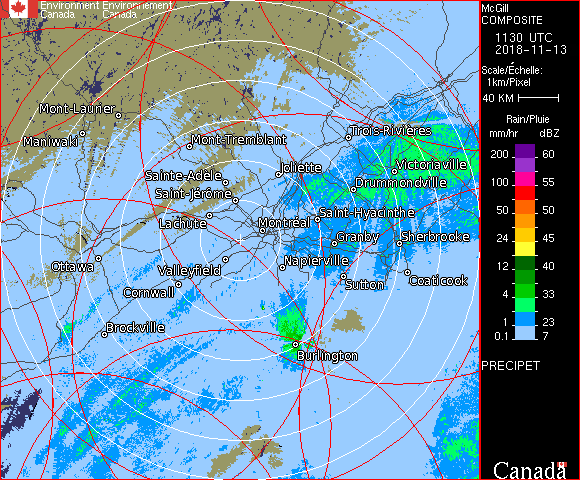 Environment Environnement
Canada Canada
McGill
COMPOSITE
1130 UTC
2018-11-13
Scale/Échelle:
1km/Pixel
40 KM
Rain/Pluie
mm/hr dBZ
200 60
100 55
50 50
24 45
12 40
4 33
1 23
0.1 7
PRECIPET
Canada
Mont-Laurier
Maniwaki
Mont-Tremblant
Trois-Rivières
Joliette
Victoriaville
Sainte-Adèle
Drummondville
Saint-Jérôme
Saint-Hyacinthe
Lachute
Montréal
Granby
Sherbrooke
Ottawa
Valleyfield
Napierville
Coaticook
Sutton
Cornwall
Brockville
Burlington